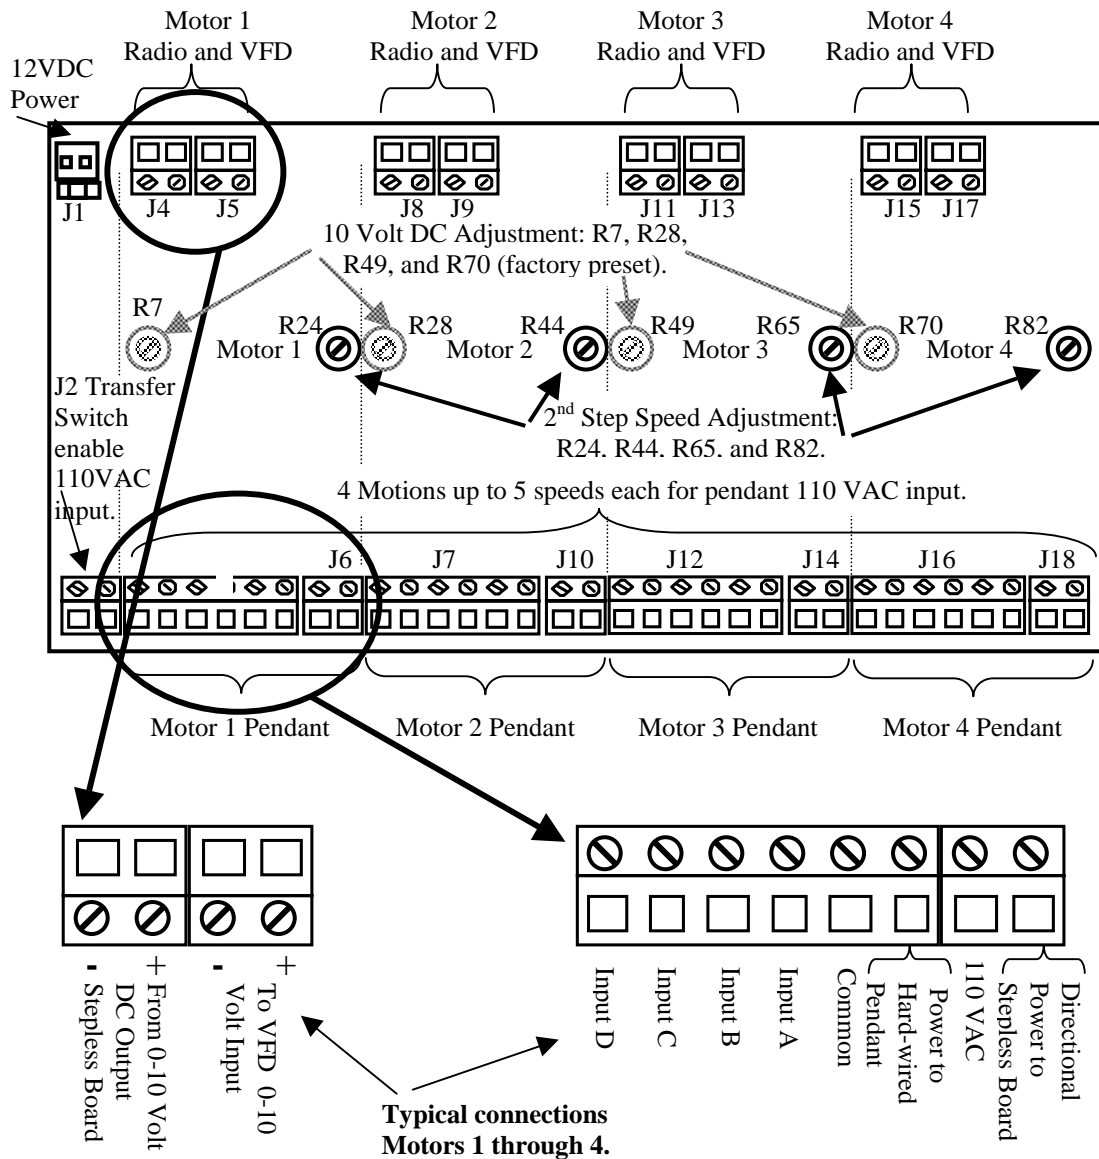 Motor 1
Radio and VFD
Motor 2
Radio and VFD
Motor 3
Radio and VFD
Motor 4
Radio and VFD
12VDC
Power
J1
J4
J5
J8
J9
J11
J13
J15
J17
10 Volt DC Adjustment: R7, R28,
R49, and R70 (factory preset).
R7
R24
R28
R44
R49
R65
R70
R82
Motor 1
Motor 2
Motor 3
Motor 4
J2 Transfer
Switch
enable
110VAC
input.
2nd Step Speed Adjustment:
R24, R44, R65, and R82.
4 Motions up to 5 speeds each for pendant 110 VAC input.
J6
J7
J10
J12
J14
J16
J18
Motor 1 Pendant
Motor 2 Pendant
Motor 3 Pendant
Motor 4 Pendant
- Stepless Board
+ From 0-10 Volt
DC Output
-
+
To VFD 0-10
Volt Input
Input D
Input C
Input B
Input A
Common
Power to
Hard-wired
Pendant
110 VAC
Directional
Power to
Stepless Board
Typical connections
Motors 1 through 4.